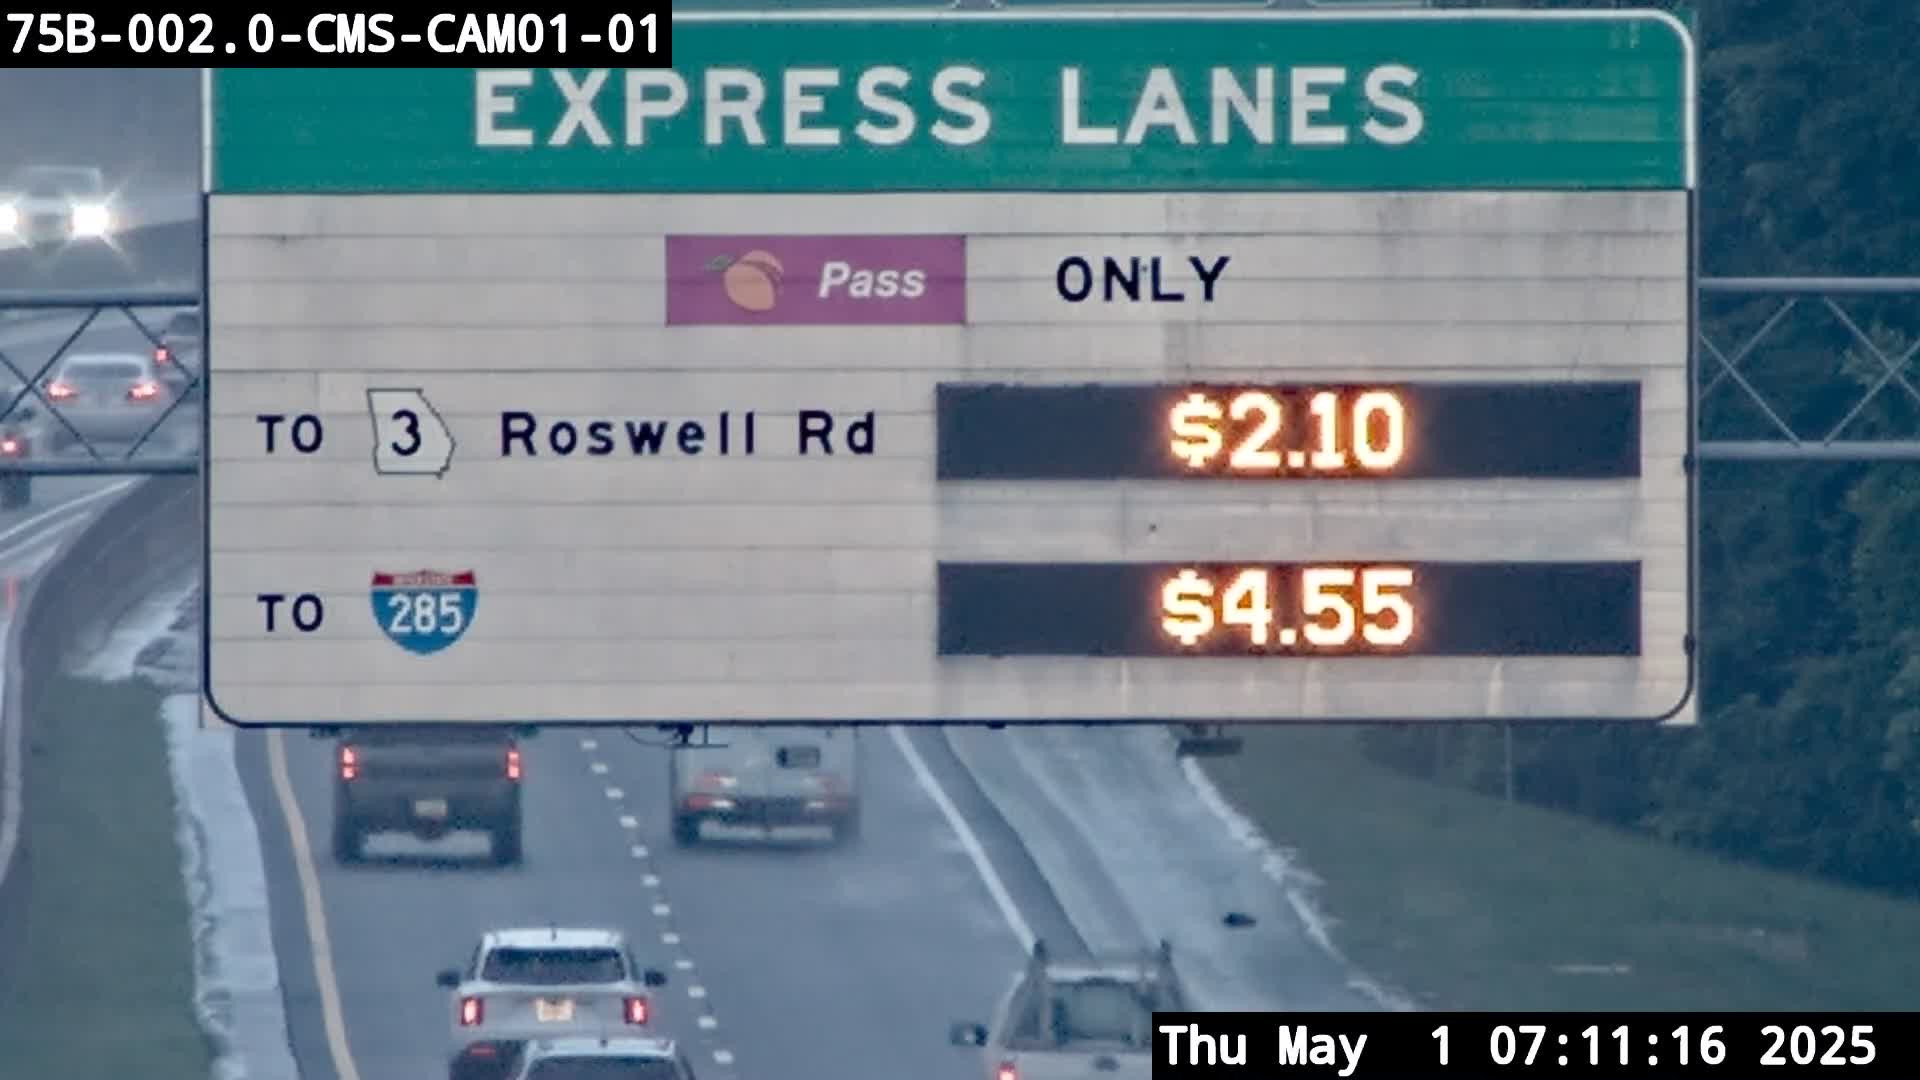 75B-002.0-CMS-CAM01-01
EXPRESS LANES
Pass ONLY
TO 3 Roswell Rd $2.10
TO 285 $4.55
Thu May 1 07:11:16 2025